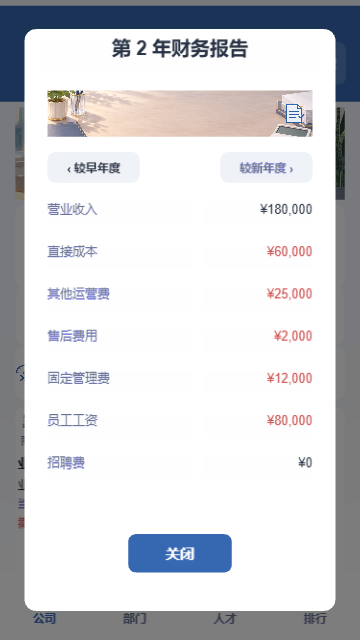 第 2 年财务报告
‹ 较早年度
较新年度 ›
营业收入 ¥180,000
直接成本 ¥60,000
其他运营费 ¥25,000
售后费用 ¥2,000
固定管理费 ¥12,000
员工工资 ¥80,000
招聘费 ¥0
关闭
公司 部门 人才 排行